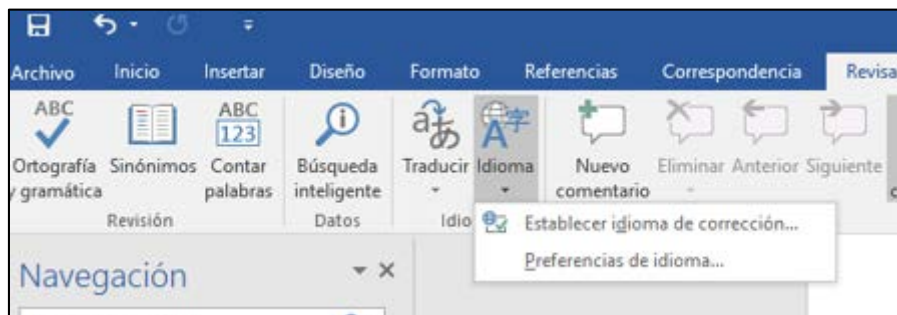 Archivo Inicio Insertar Diseño Formato Referencias Correspondencia Revisa
ABC
ABC
123
Ortografía y gramática
Sinónimos
Contar palabras
Búsqueda inteligente
Traducir
Idioma
Nuevo comentario
Eliminar
Anterior
Siguiente
Revisión
Datos
Idio
Establecer idioma de corrección...
Preferencias de idioma...
Navegación